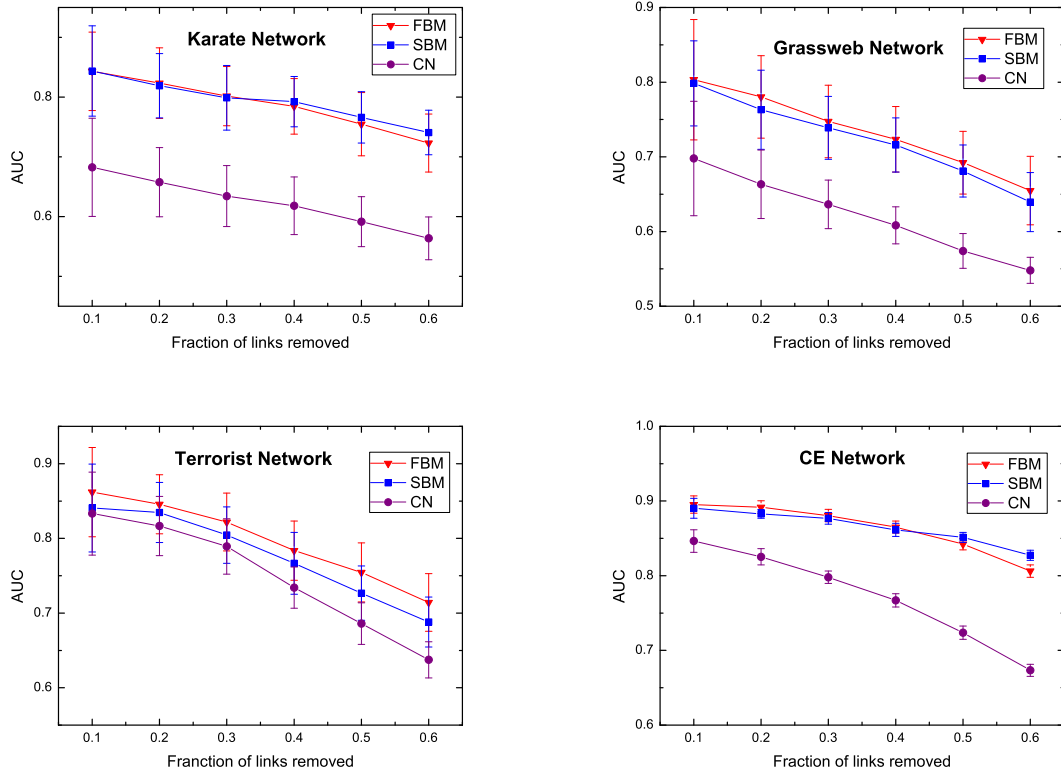 Karate Network
FBM
SBM
CN
0.8
0.6
AUC
0.1 0.2 0.3 0.4 0.5 0.6
Fraction of links removed
Grassweb Network
FBM
SBM
CN
0.9
0.8
0.7
0.6
0.5
AUC
0.1 0.2 0.3 0.4 0.5 0.6
Fraction of links removed
Terrorist Network
FBM
SBM
CN
0.9
0.8
0.7
0.6
AUC
0.1 0.2 0.3 0.4 0.5 0.6
Franction of links removed
CE Network
FBM
SBM
CN
1.0
0.9
0.8
0.7
0.6
AUC
0.1 0.2 0.3 0.4 0.5 0.6
Fraction of links removed